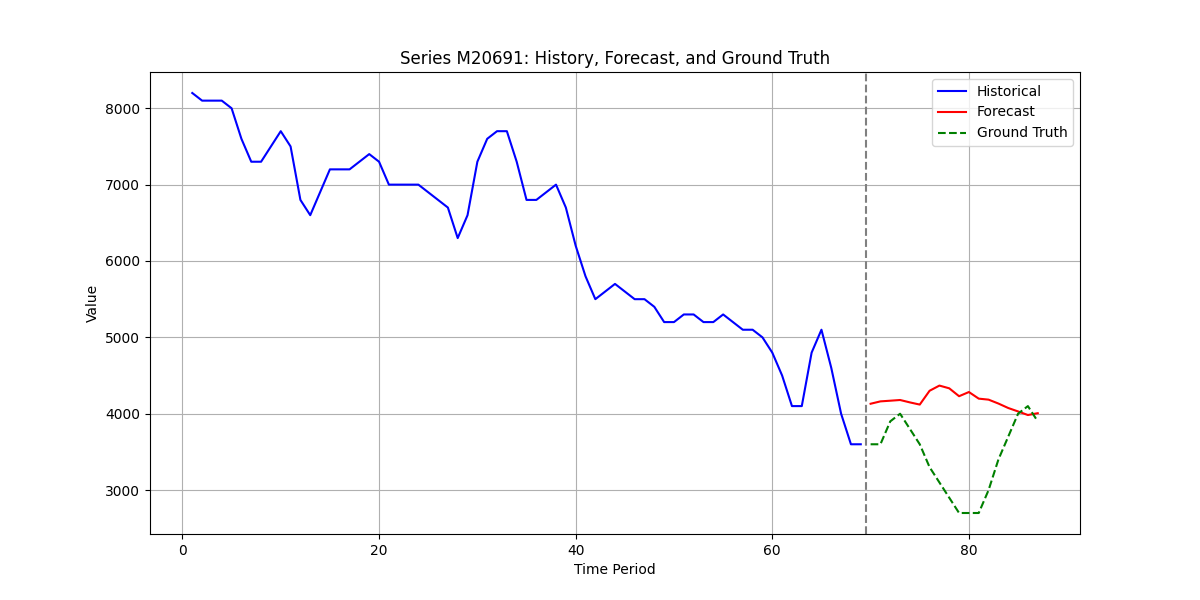 Series M20691: History, Forecast, and Ground Truth
Historical
Forecast
Ground Truth
Value
8000
7000
6000
5000
4000
3000
0
20
40
60
80
Time Period